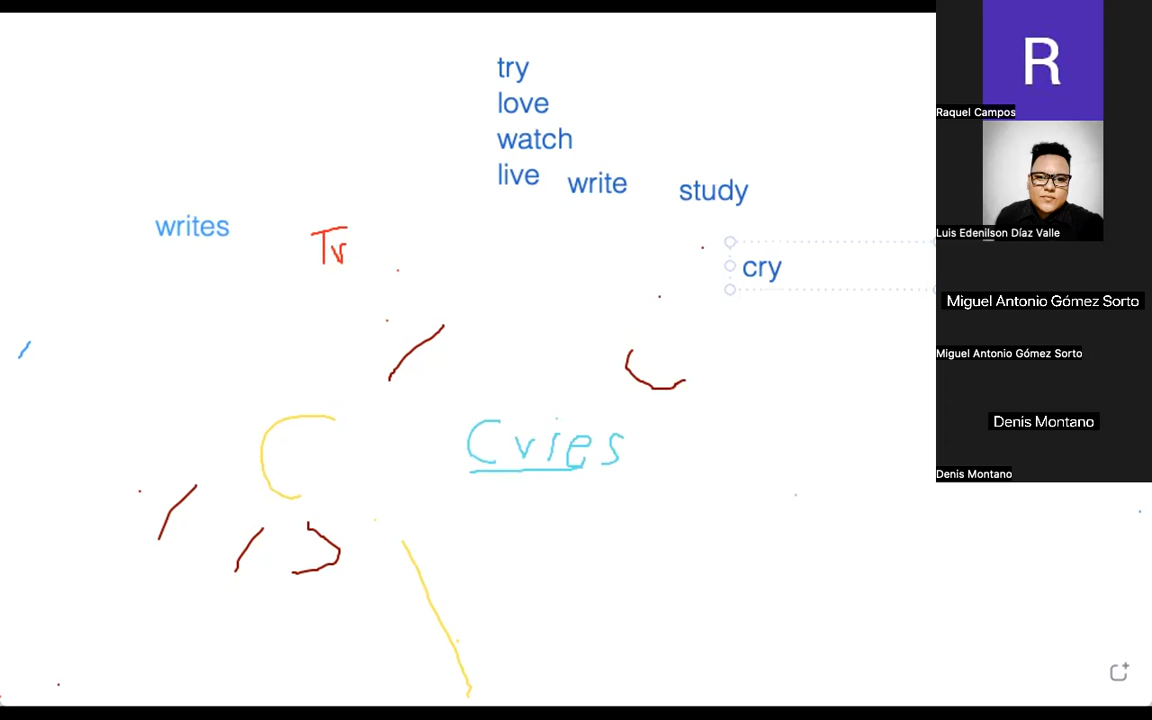 try
love
watch
live
write
study
writes
Tr
cry
Cries
R
Raquel Campos
Luis Edenilson Díaz Valle
Miguel Antonio Gómez Sorto
Miguel Antonio Gómez Sorto
Denis Montano
Denis Montano